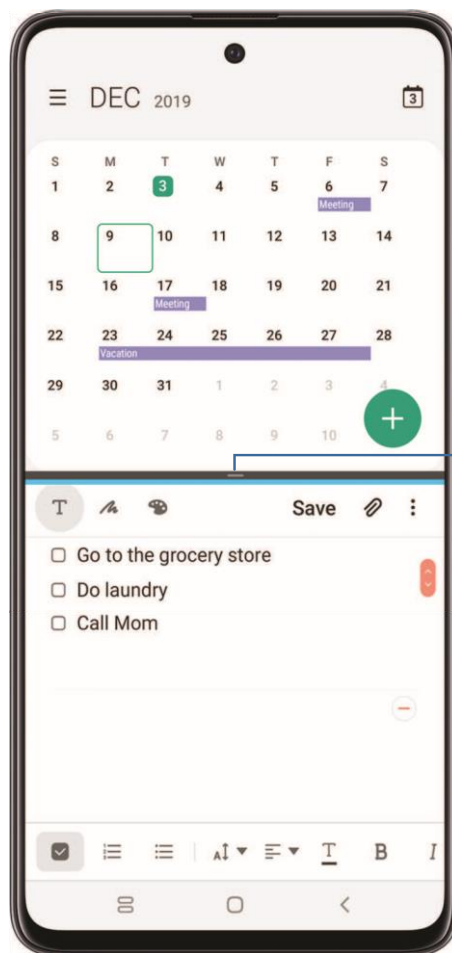 DEC 2019
3
S M T W T F S
1 2 3 4 5 6 7
Meeting
8 9 10 11 12 13 14
15 16 17 18 19 20 21
Meeting
22 23 24 25 26 27 28
Vacation
29 30 31 1 2 3 4
5 6 7 8 9 10
+
T Save
Go to the grocery store
Do laundry
Call Mom
A T B I